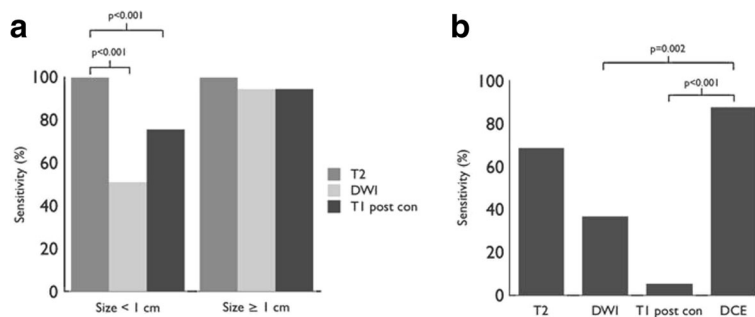 a
p<0.001
p<0.001
100
80
60
40
20
0
Sensitivity (%)
Size < 1 cm
Size ≥ 1 cm
T2
DWI
T1 post con
b
p=0.002
p<0.001
100
80
60
40
20
0
Sensitivity (%)
T2
DWI
T1 post con
DCE